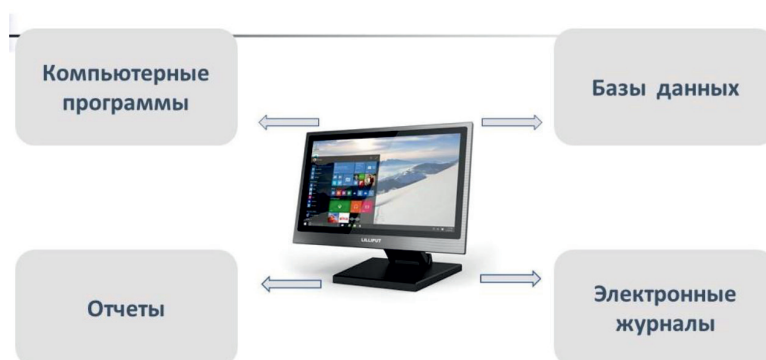 Компьютерные
программы
Базы данных
LILLIPUT
Отчеты
Электронные
журналы